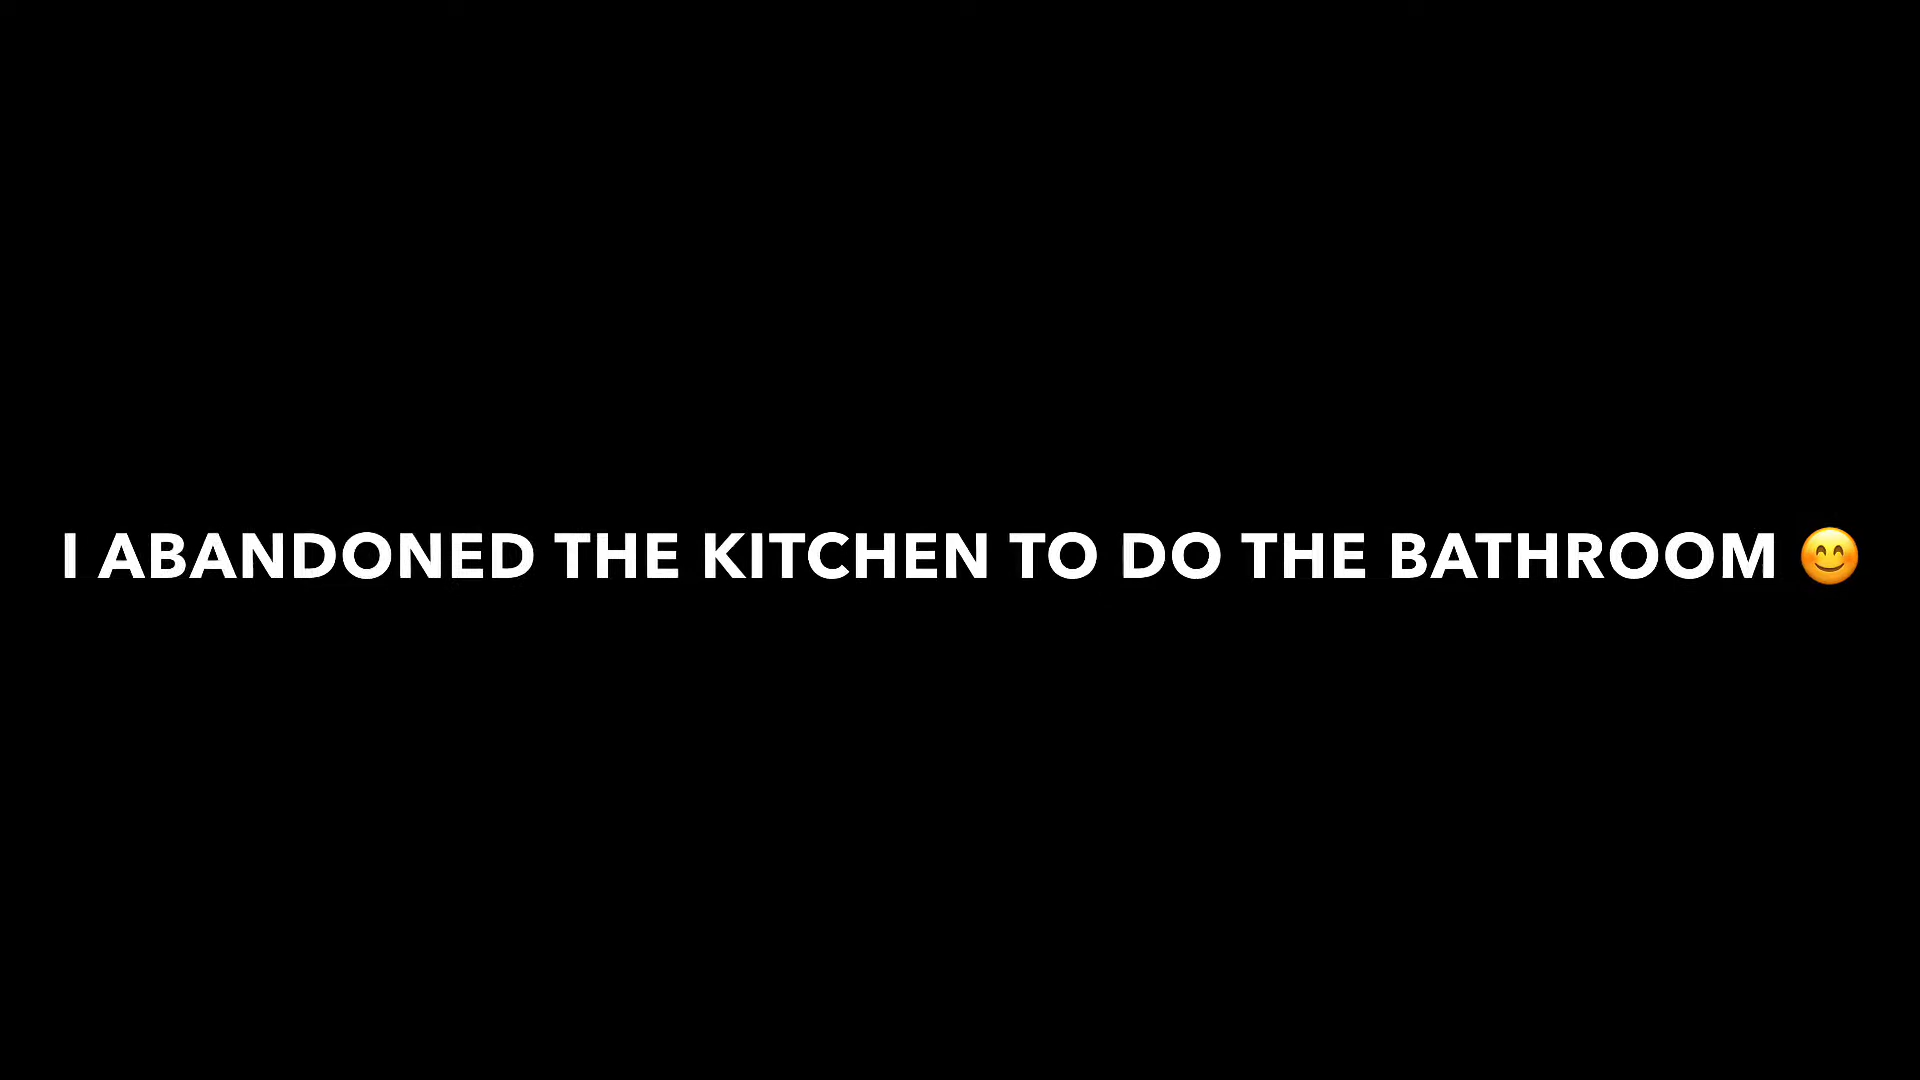 I ABANDONED THE KITCHEN TO DO THE BATHROOM 😊